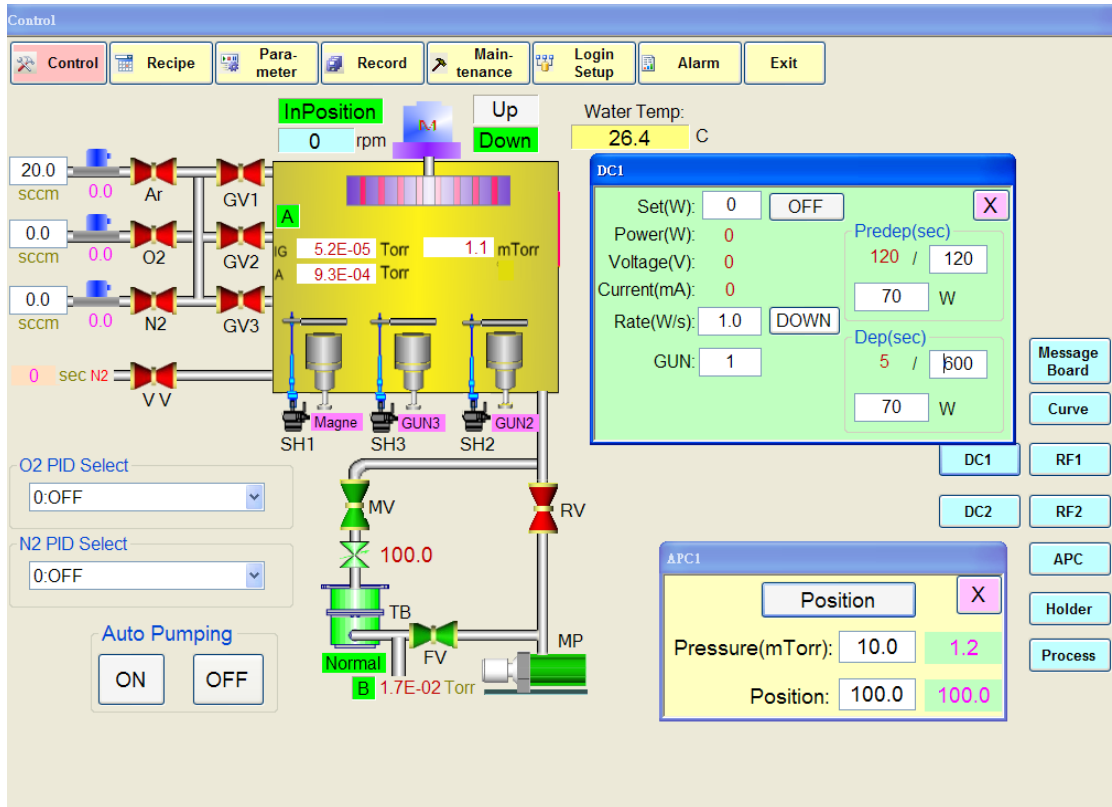 Control
Control
Recipe
Para-
meter
Record
Main-
tenance
Login
Setup
Alarm
Exit
InPosition
0 rpm
M
Up
Down
Water Temp:
26.4 C
20.0
sccm
0.0
Ar
GV1
0.0
sccm
0.0
O2
GV2
0.0
sccm
0.0
N2
GV3
0 sec N2
V V
A
IG 5.2E-05 Torr
1.1 mTorr
A 9.3E-04 Torr
Magne
GUN3
GUN2
SH1
SH3
SH2
DC1
X
Set(W): 0 OFF
Power(W): 0
Voltage(V): 0
Current(mA): 0
Rate(W/s): 1.0 DOWN
GUN: 1
Predep(sec)
120 / 120
70 W
Dep(sec)
5 / 600
70 W
Message
Board
Curve
DC1
RF1
DC2
RF2
APC
Holder
Process
O2 PID Select
0:OFF
N2 PID Select
0:OFF
Auto Pumping
ON
OFF
MV
RV
100.0
TB
FV
MP
Normal
B 1.7E-02 Torr
APC1
Position
X
Pressure(mTorr): 10.0 1.2
Position: 100.0 100.0